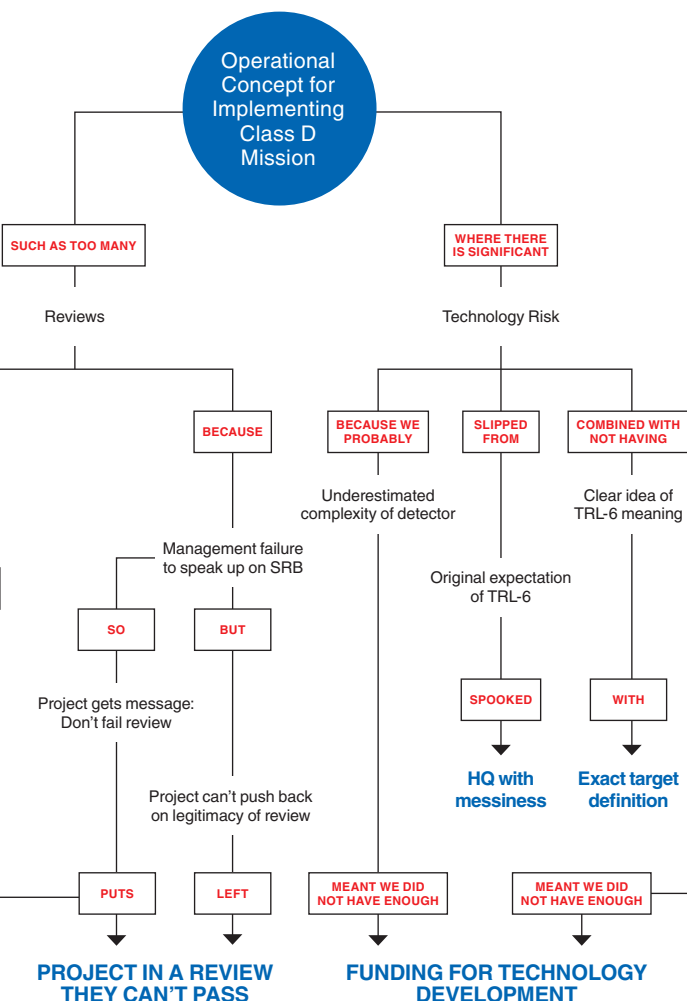 Operational
Concept for
Implementing
Class D
Mission
SUCH AS TOO MANY
WHERE THERE
IS SIGNIFICANT
Reviews
Technology Risk
BECAUSE
BECAUSE WE
PROBABLY
SLIPPED
FROM
COMBINED WITH
NOT HAVING
Underestimated
complexity of detector
Clear idea of
TRL-6 meaning
Management failure
to speak up on SRB
Original expectation
of TRL-6
SO
BUT
Project gets message:
Don't fail review
SPOOKED
WITH
HQ with
messiness
Exact target
definition
Project can't push back
on legitimacy of review
PUTS
LEFT
MEANT WE DID
NOT HAVE ENOUGH
MEANT WE DID
NOT HAVE ENOUGH
PROJECT IN A REVIEW
THEY CAN'T PASS
FUNDING FOR TECHNOLOGY
DEVELOPMENT